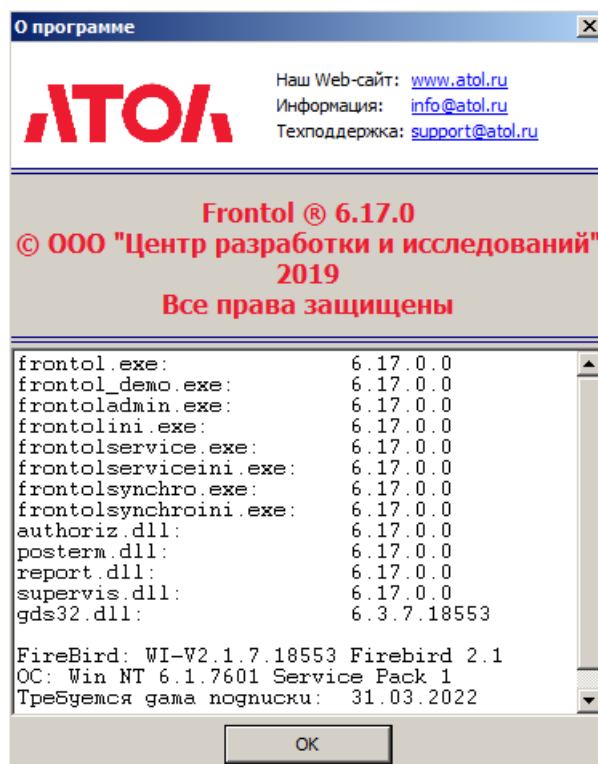 О программе
АТОЛ
Наш Web-сайт: www.atol.ru
Информация: info@atol.ru
Техподдержка: support@atol.ru
Frontol ® 6.17.0
© ООО "Центр разработки и исследований"
2019
Все права защищены
frontol.exe: 6.17.0.0
frontol_demo.exe: 6.17.0.0
frontoladmin.exe: 6.17.0.0
frontolini.exe: 6.17.0.0
frontolservice.exe: 6.17.0.0
frontolserviceini.exe: 6.17.0.0
frontolsynchro.exe: 6.17.0.0
frontolsynchroini.exe: 6.17.0.0
authoriz.dll: 6.17.0.0
posterm.dll: 6.17.0.0
report.dll: 6.17.0.0
supervis.dll: 6.17.0.0
gds32.dll: 6.3.7.18553
FireBird: WI-V2.1.7.18553 Firebird 2.1
ОС: Win NT 6.1.7601 Service Pack 1
Требуемся дата подписки: 31.03.2022
OK